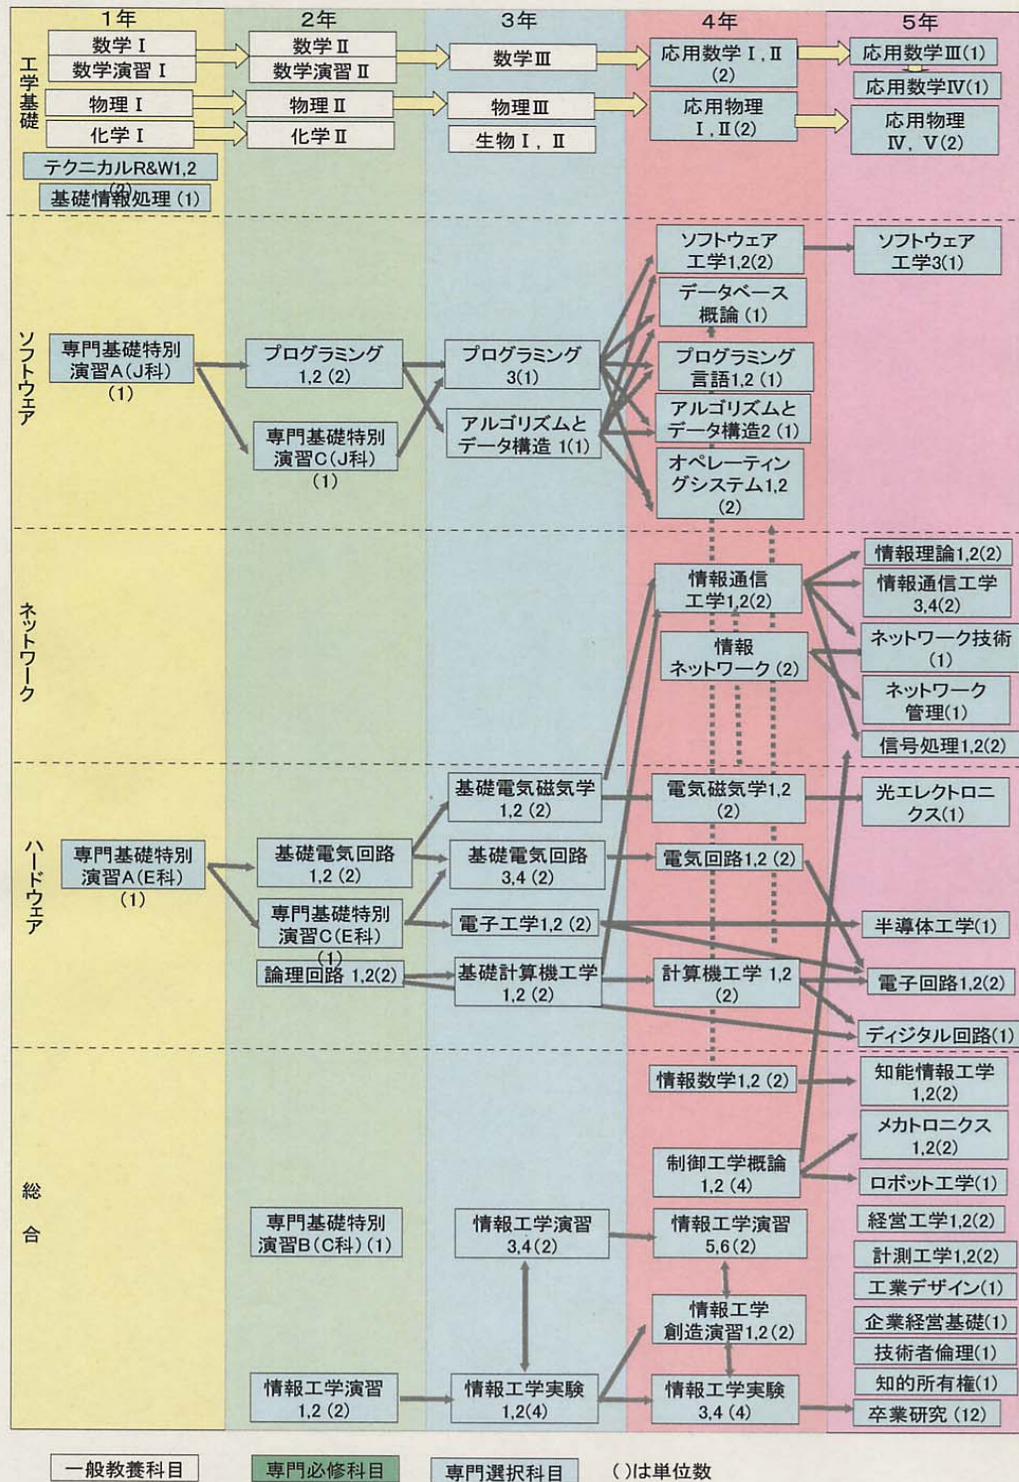 1年 2年 3年 4年 5年
工学基礎
数学Ⅰ
数学演習Ⅰ
数学Ⅱ
数学演習Ⅱ
数学Ⅲ
応用数学Ⅰ,Ⅱ
(2)
応用数学Ⅲ(1)
応用数学Ⅳ(1)
物理Ⅰ
物理Ⅱ
物理Ⅲ
応用物理
Ⅰ,Ⅱ(2)
応用物理
Ⅳ, Ⅴ(2)
化学Ⅰ
化学Ⅱ
生物Ⅰ,Ⅱ
テクニカルR&W1,2
(2)
基礎情報処理(1)
ソフトウェア
専門基礎特別
演習A(J科)
(1)
プログラミング
1,2 (2)
専門基礎特別
演習C(J科)
(1)
プログラミング
3(1)
アルゴリズムと
データ構造 1(1)
ソフトウェア
工学1,2(2)
データベース
概論(1)
プログラミング
言語1,2 (1)
アルゴリズムと
データ構造2 (1)
オペレーティン
グシステム1,2
(2)
ソフトウェア
工学3(1)
ネットワーク
情報通信
工学1,2(2)
情報
ネットワーク(2)
情報理論1,2(2)
情報通信工学
3,4(2)
ネットワーク技術
(1)
ネットワーク
管理(1)
信号処理1,2(2)
ハードウェア
専門基礎特別
演習A(E科)
(1)
基礎電気回路
1,2 (2)
専門基礎特別
演習C(E科)
(1)
論理回路 1,2(2)
基礎電気磁気学
1,2 (2)
基礎電気回路
3,4 (2)
電子工学1,2 (2)
基礎計算機工学
1,2 (2)
電気磁気学1,2
(2)
電気回路1,2 (2)
計算機工学 1,2
(2)
光エレクトロニ
クス(1)
半導体工学(1)
電子回路1,2(2)
ディジタル回路(1)
総合
専門基礎特別
演習B(C科)(1)
情報工学演習
1,2 (2)
情報工学演習
3,4(2)
情報工学実験
1,2(4)
情報数学1,2 (2)
制御工学概論
1,2 (4)
情報工学演習
5,6(2)
情報工学
創造演習1,2(2)
情報工学実験
3,4 (4)
知能情報工学
1,2(2)
メカトロニクス
1,2(2)
ロボット工学(1)
経営工学1,2(2)
計測工学1,2(2)
工業デザイン(1)
企業経営基礎(1)
技術者倫理(1)
知的所有権(1)
卒業研究(12)
一般教養科目 専門必修科目 専門選択科目 ( )は単位数